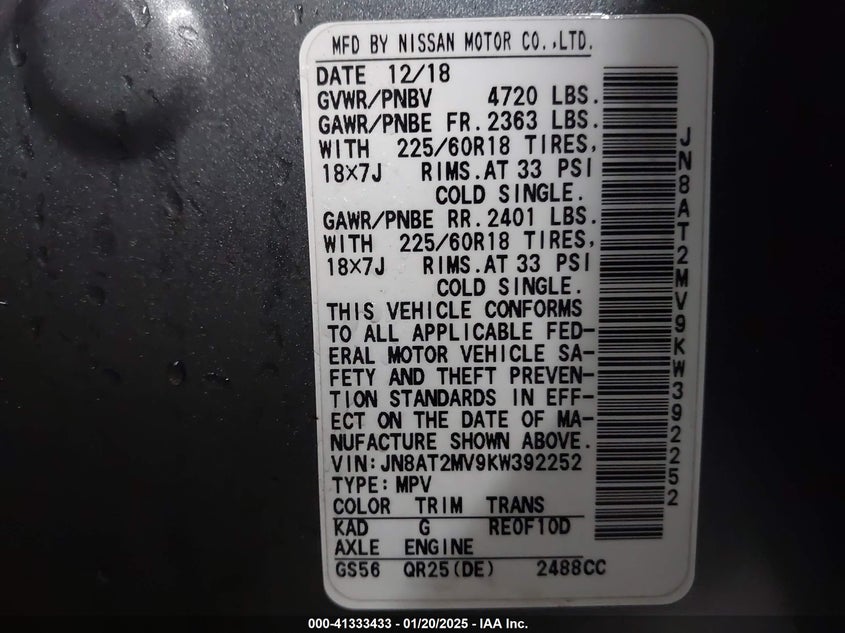 MFD BY NISSAN MOTOR CO.,LTD.
DATE 12/18
GVWR/PNBV 4720 LBS.
GAWR/PNBE FR. 2363 LBS.
WITH 225/60R18 TIRES,
18×7J RIMS. AT 33 PSI
COLD SINGLE.
GAWR/PNBE RR. 2401 LBS.
WITH 225/60R18 TIRES,
18×7J RIMS. AT 33 PSI
COLD SINGLE.
THIS VEHICLE CONFORMS
TO ALL APPLICABLE FED-
ERAL MOTOR VEHICLE SA-
FETY AND THEFT PREVEN-
TION STANDARDS IN EFF-
ECT ON THE DATE OF MA-
NUFACTURE SHOWN ABOVE.
VIN: JN8AT2MV9KW392252
TYPE: MPV
COLOR TRIM TRANS
KAD G RE0F10D
AXLE ENGINE
GS56 QR25(DE) 2488CC
JN8AT2MV9KW392252
000-41333433 - 01/20/2025 - IAA Inc.